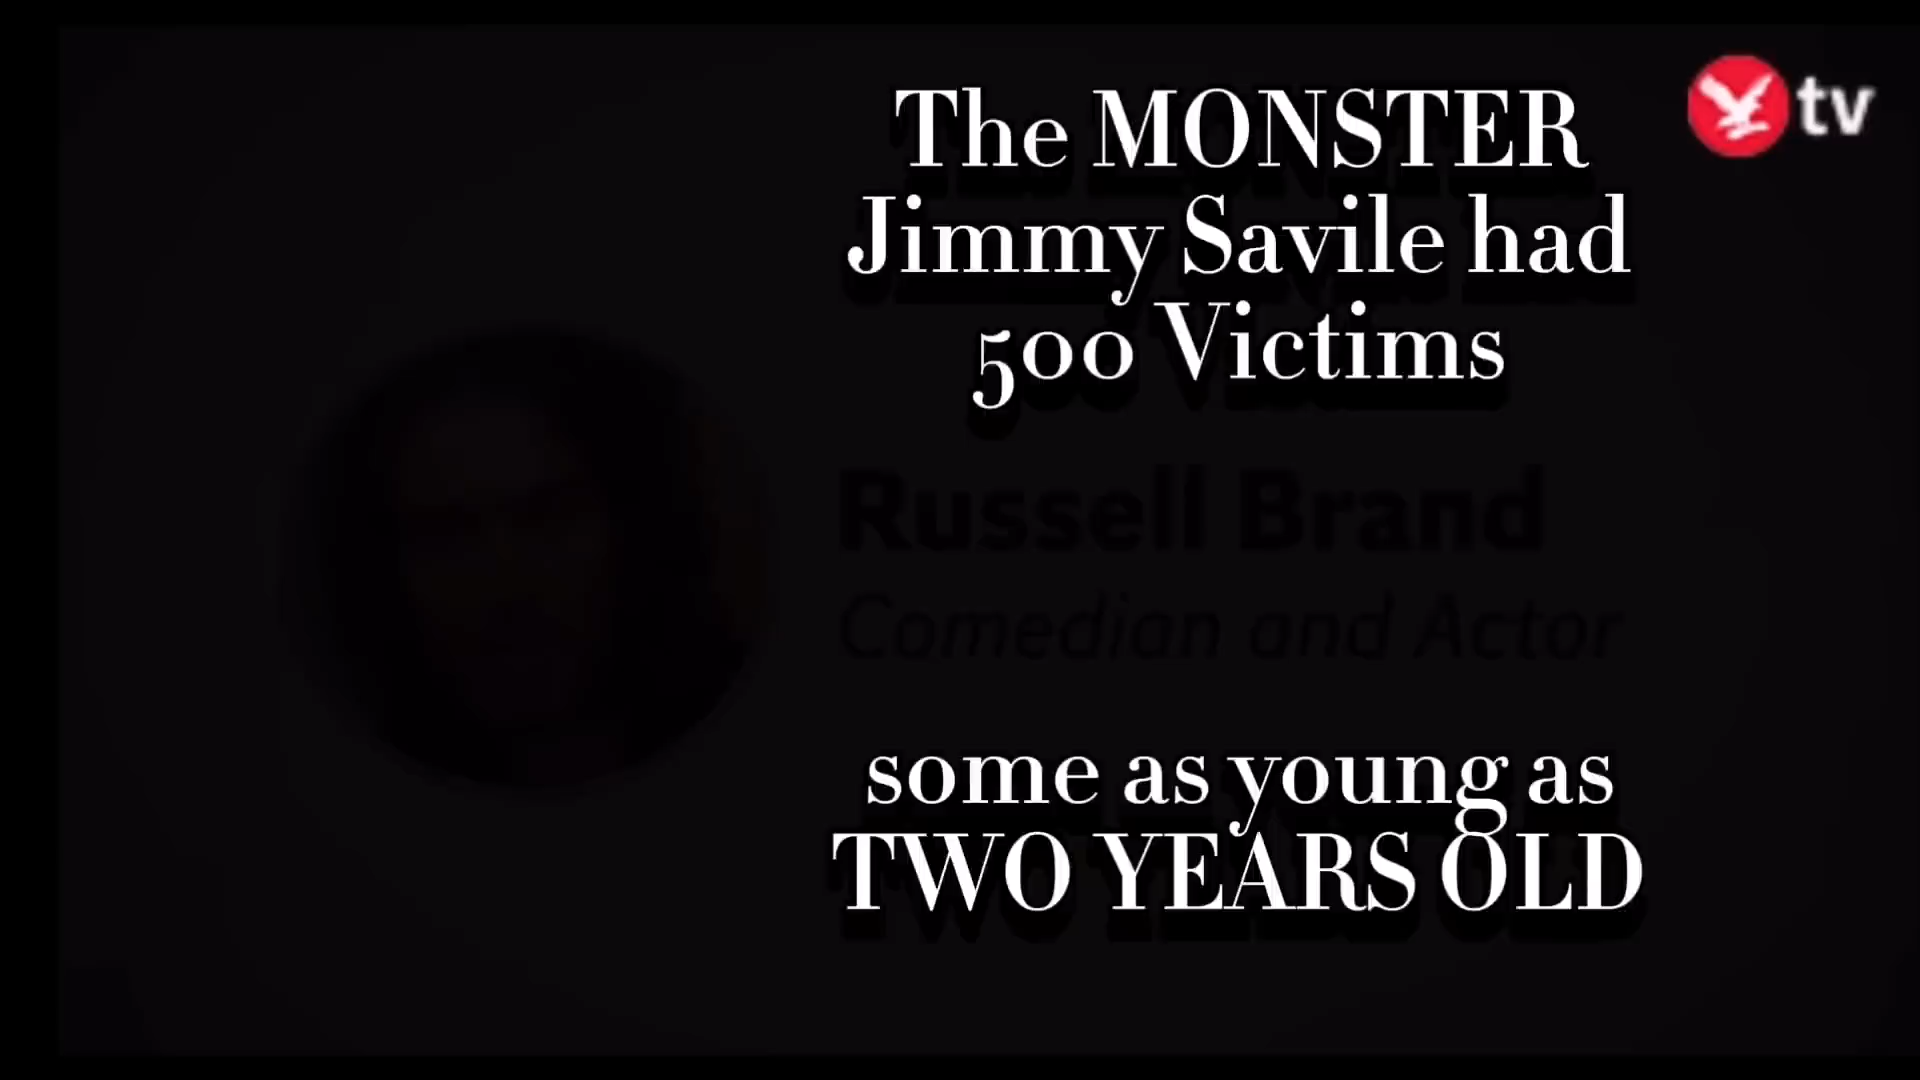 The MONSTER
tv
Jimmy Savile had
500 Victims
Russell Brand
Comedian and Actor
some as young as
TWO YEARS OLD